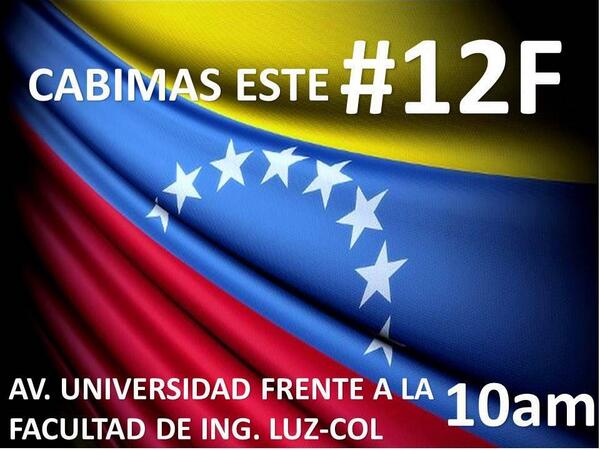 CABIMAS ESTE #12F
AV. UNIVERSIDAD FRENTE A LA
FACULTAD DE ING. LUZ-COL
10am